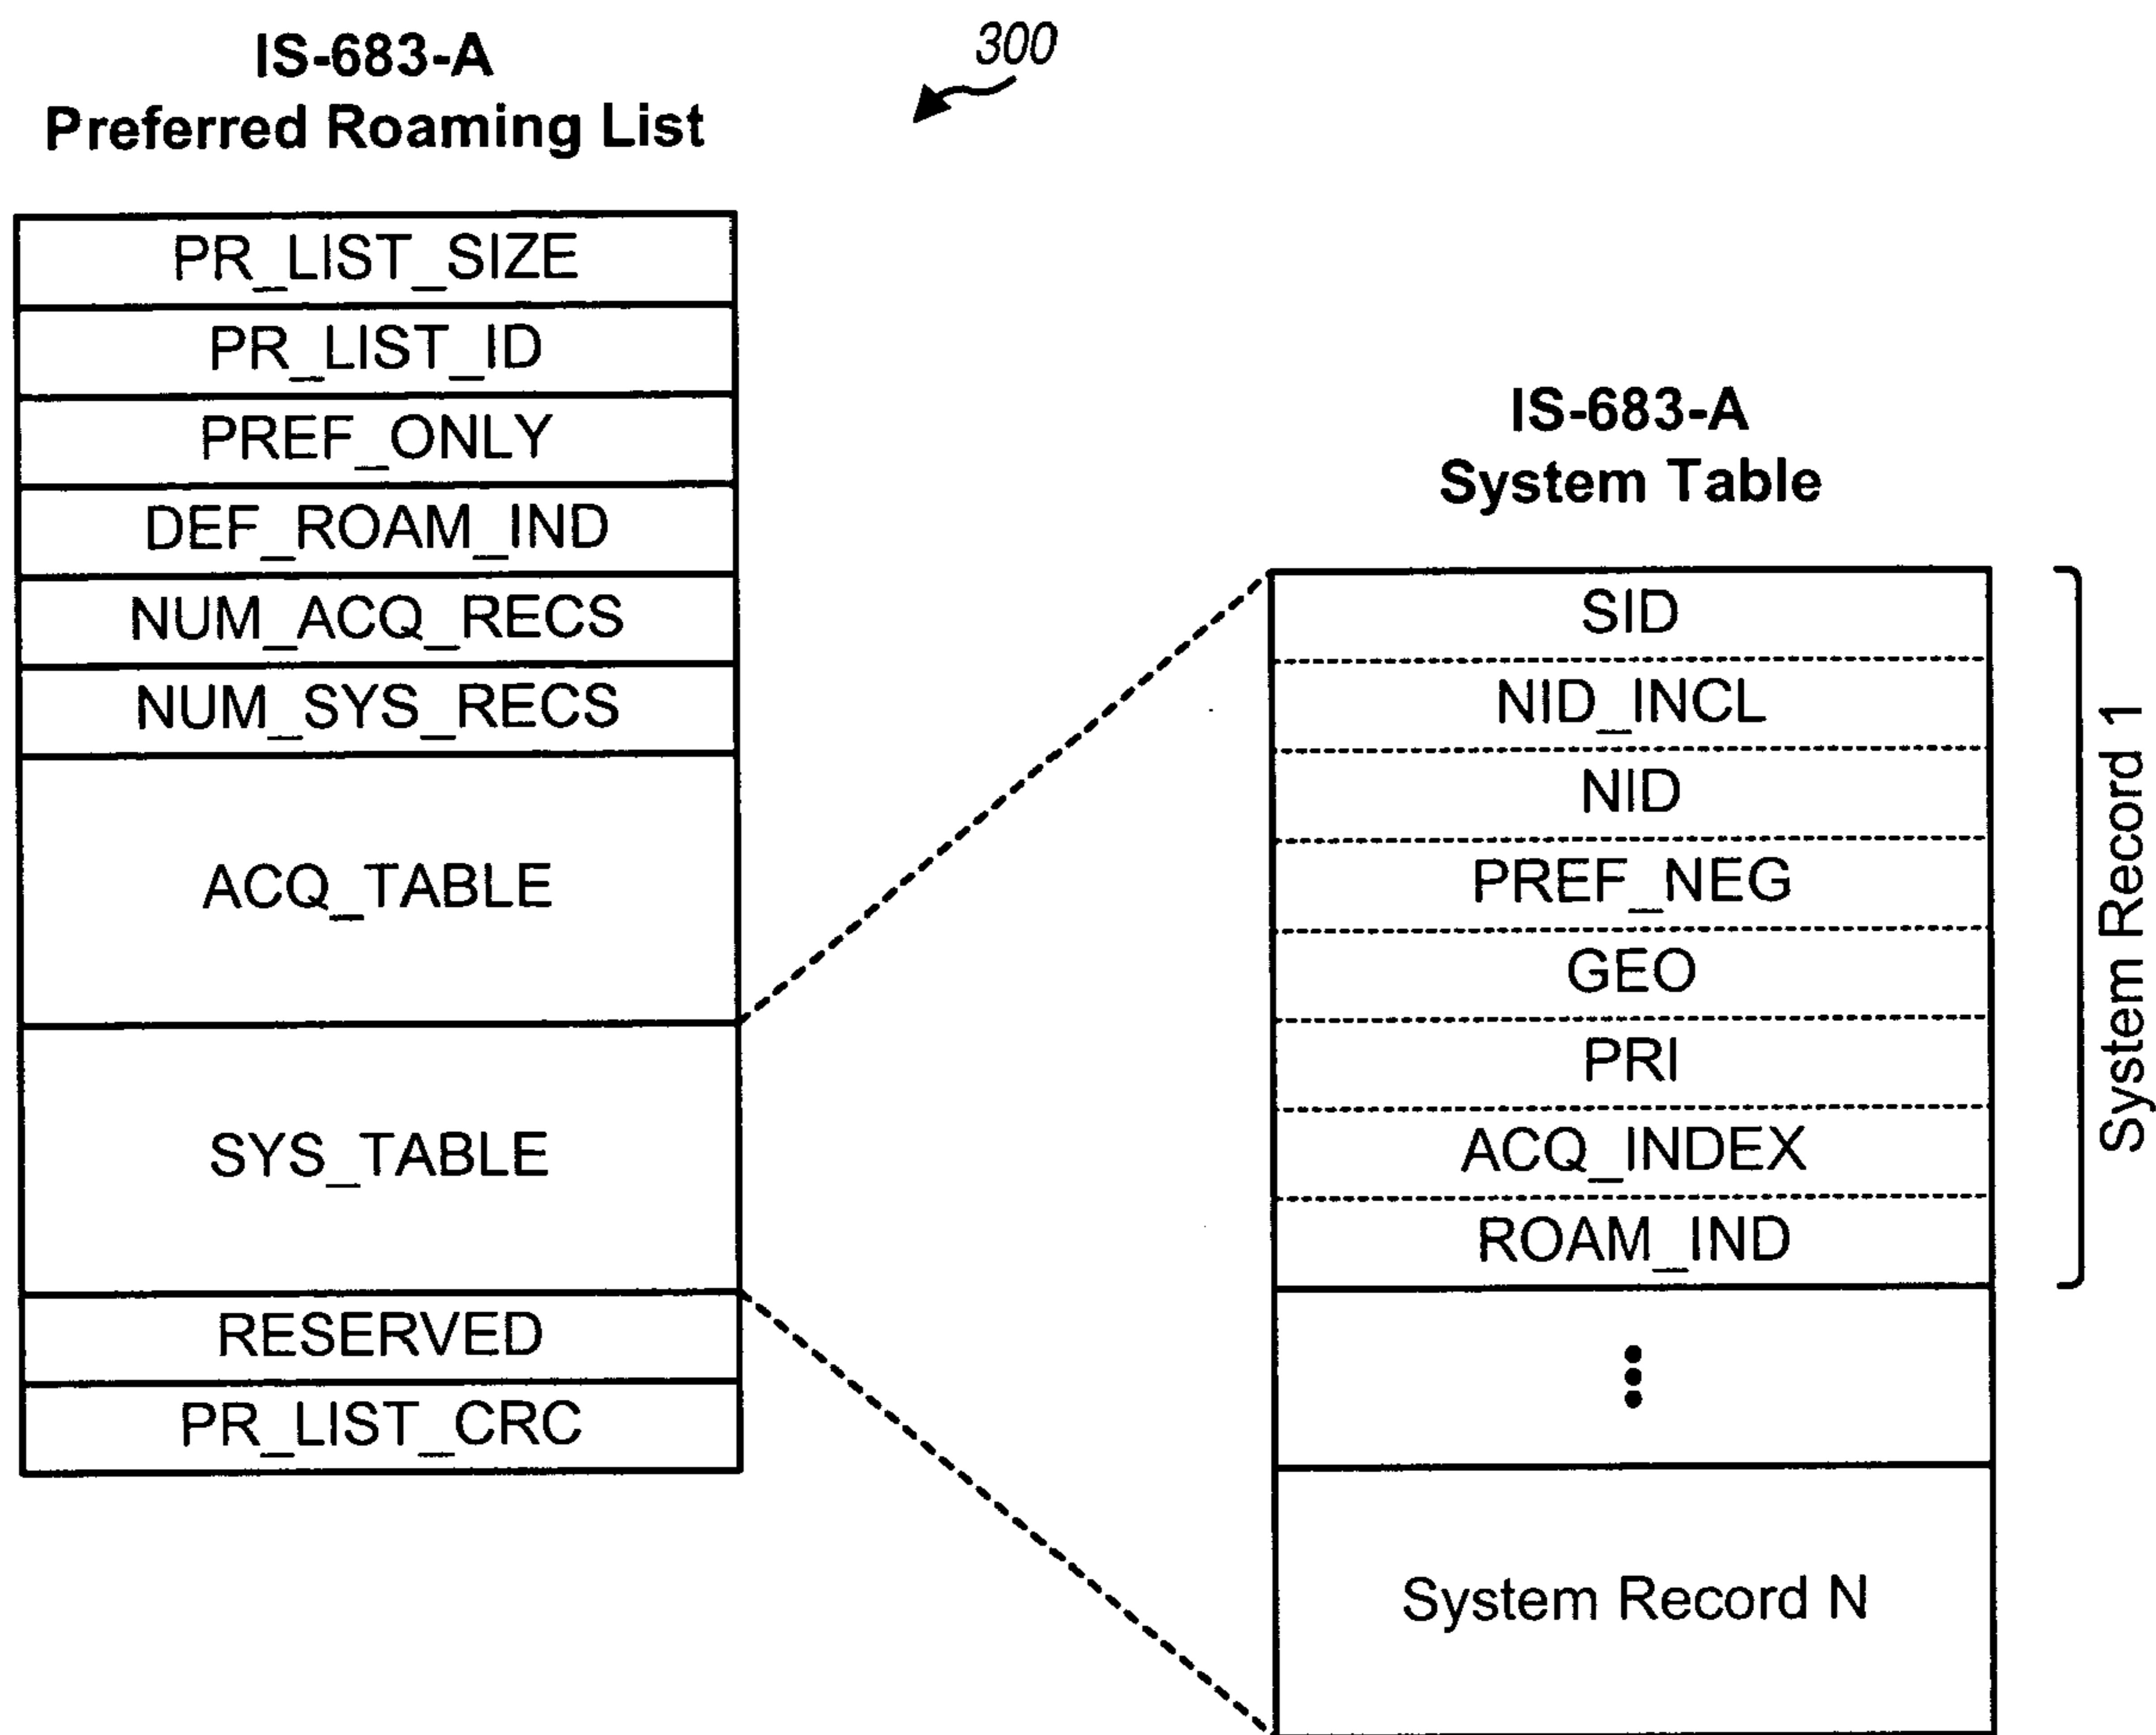 IS-683-A
Preferred Roaming List
300
PR_LIST_SIZE
PR_LIST_ID
PREF_ONLY
DEF_ROAM_IND
NUM_ACQ_RECS
NUM_SYS_RECS
ACQ_TABLE
SYS_TABLE
RESERVED
PR_LIST_CRC
IS-683-A
System Table
SID
NID_INCL
NID
PREF_NEG
GEO
PRI
ACQ_INDEX
ROAM_IND
System Record N
System Record 1